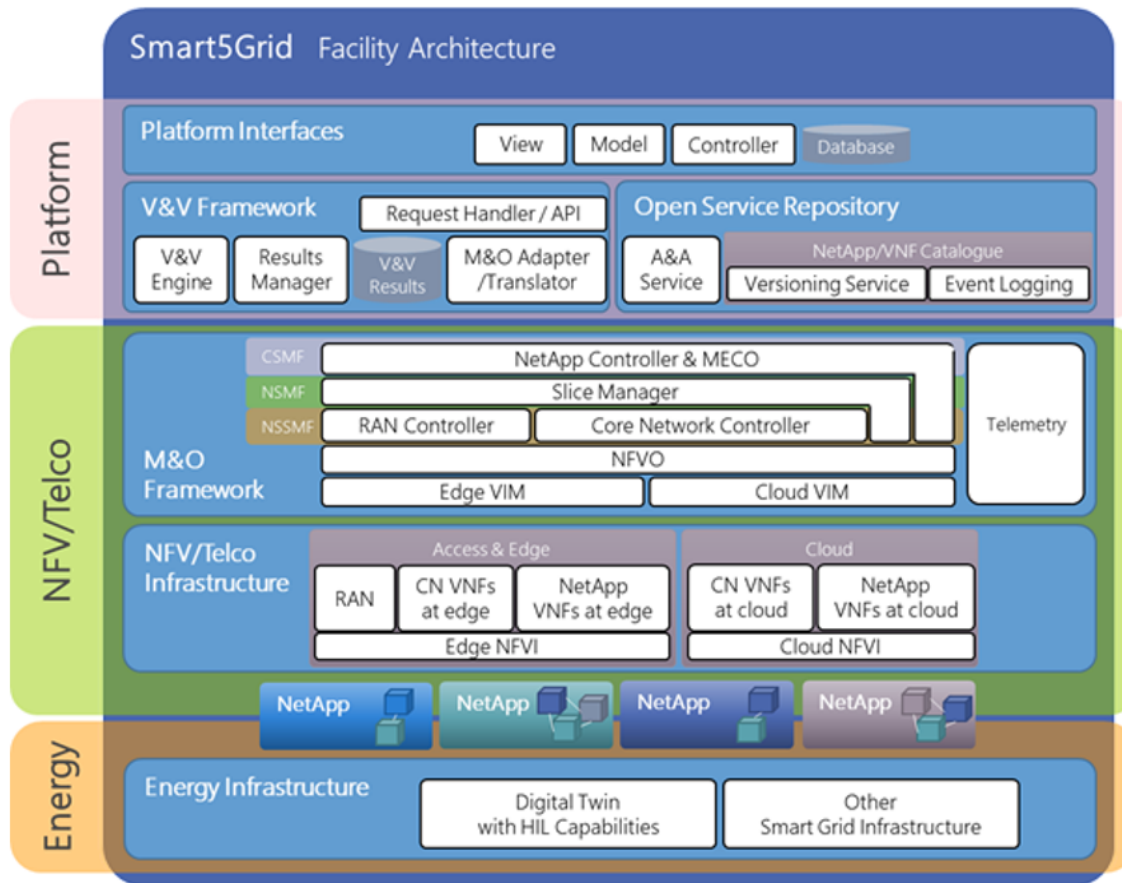 Smart5Grid Facility Architecture
Platform
Platform Interfaces
View
Model
Controller
Database
V&V Framework
Request Handler / API
V&V
Engine
Results
Manager
V&V
Results
M&O Adapter
/Translator
Open Service Repository
A&A
Service
NetApp/VNF Catalogue
Versioning Service
Event Logging
NFV/Telco
M&O
Framework
CSMF
NetApp Controller & MECO
NSMF
Slice Manager
NSSMF
RAN Controller
Core Network Controller
NFVO
Edge VIM
Cloud VIM
Telemetry
NFV/Telco
Infrastructure
Access & Edge
RAN
CN VNFs
at edge
NetApp
VNFs at edge
Edge NFVI
Cloud
CN VNFs
at cloud
NetApp
VNFs at cloud
Cloud NFVI
NetApp
NetApp
NetApp
NetApp
Energy
Energy Infrastructure
Digital Twin
with HIL Capabilities
Other
Smart Grid Infrastructure